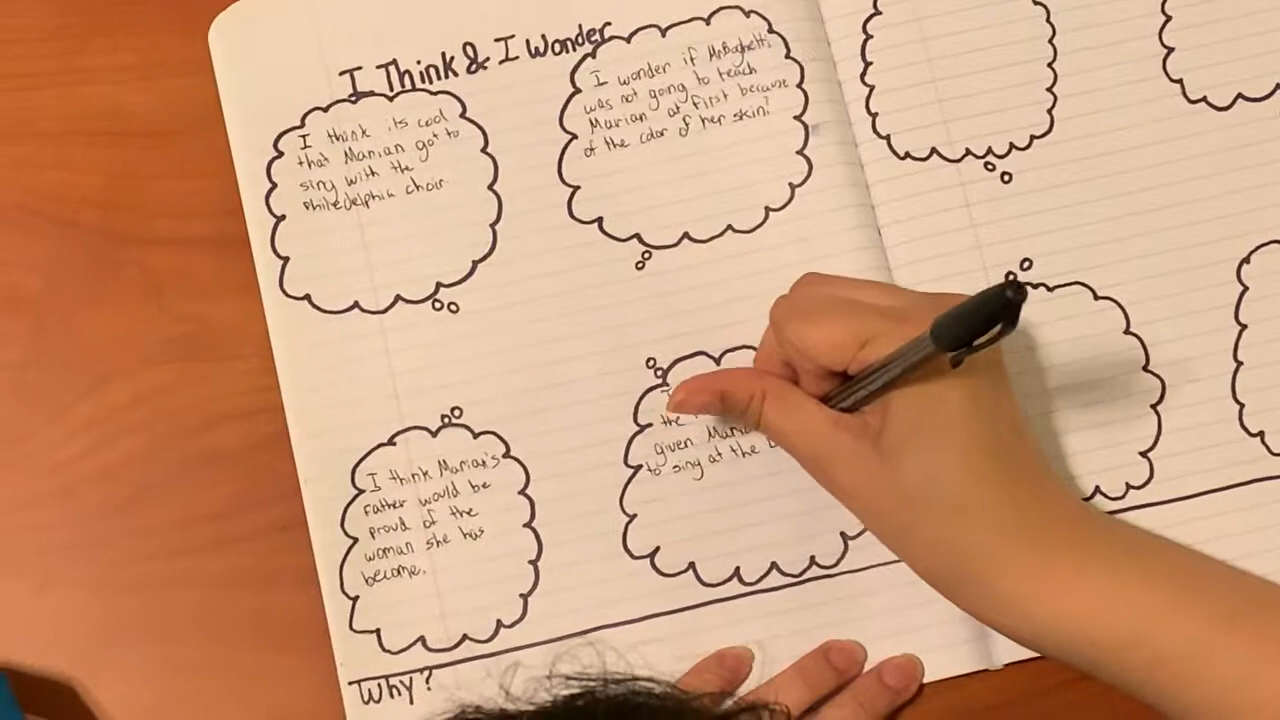 I Think & I Wonder
I think its cool
that Marian got to
sing with the
Philedelphia choir.
I wonder if Mr.Boghetti
was not going to teach
Marian at first because
of the color of her skin?
I think Marian's
Father would be
proud of the
woman she has
become.
the
given
to sing at the
Why?